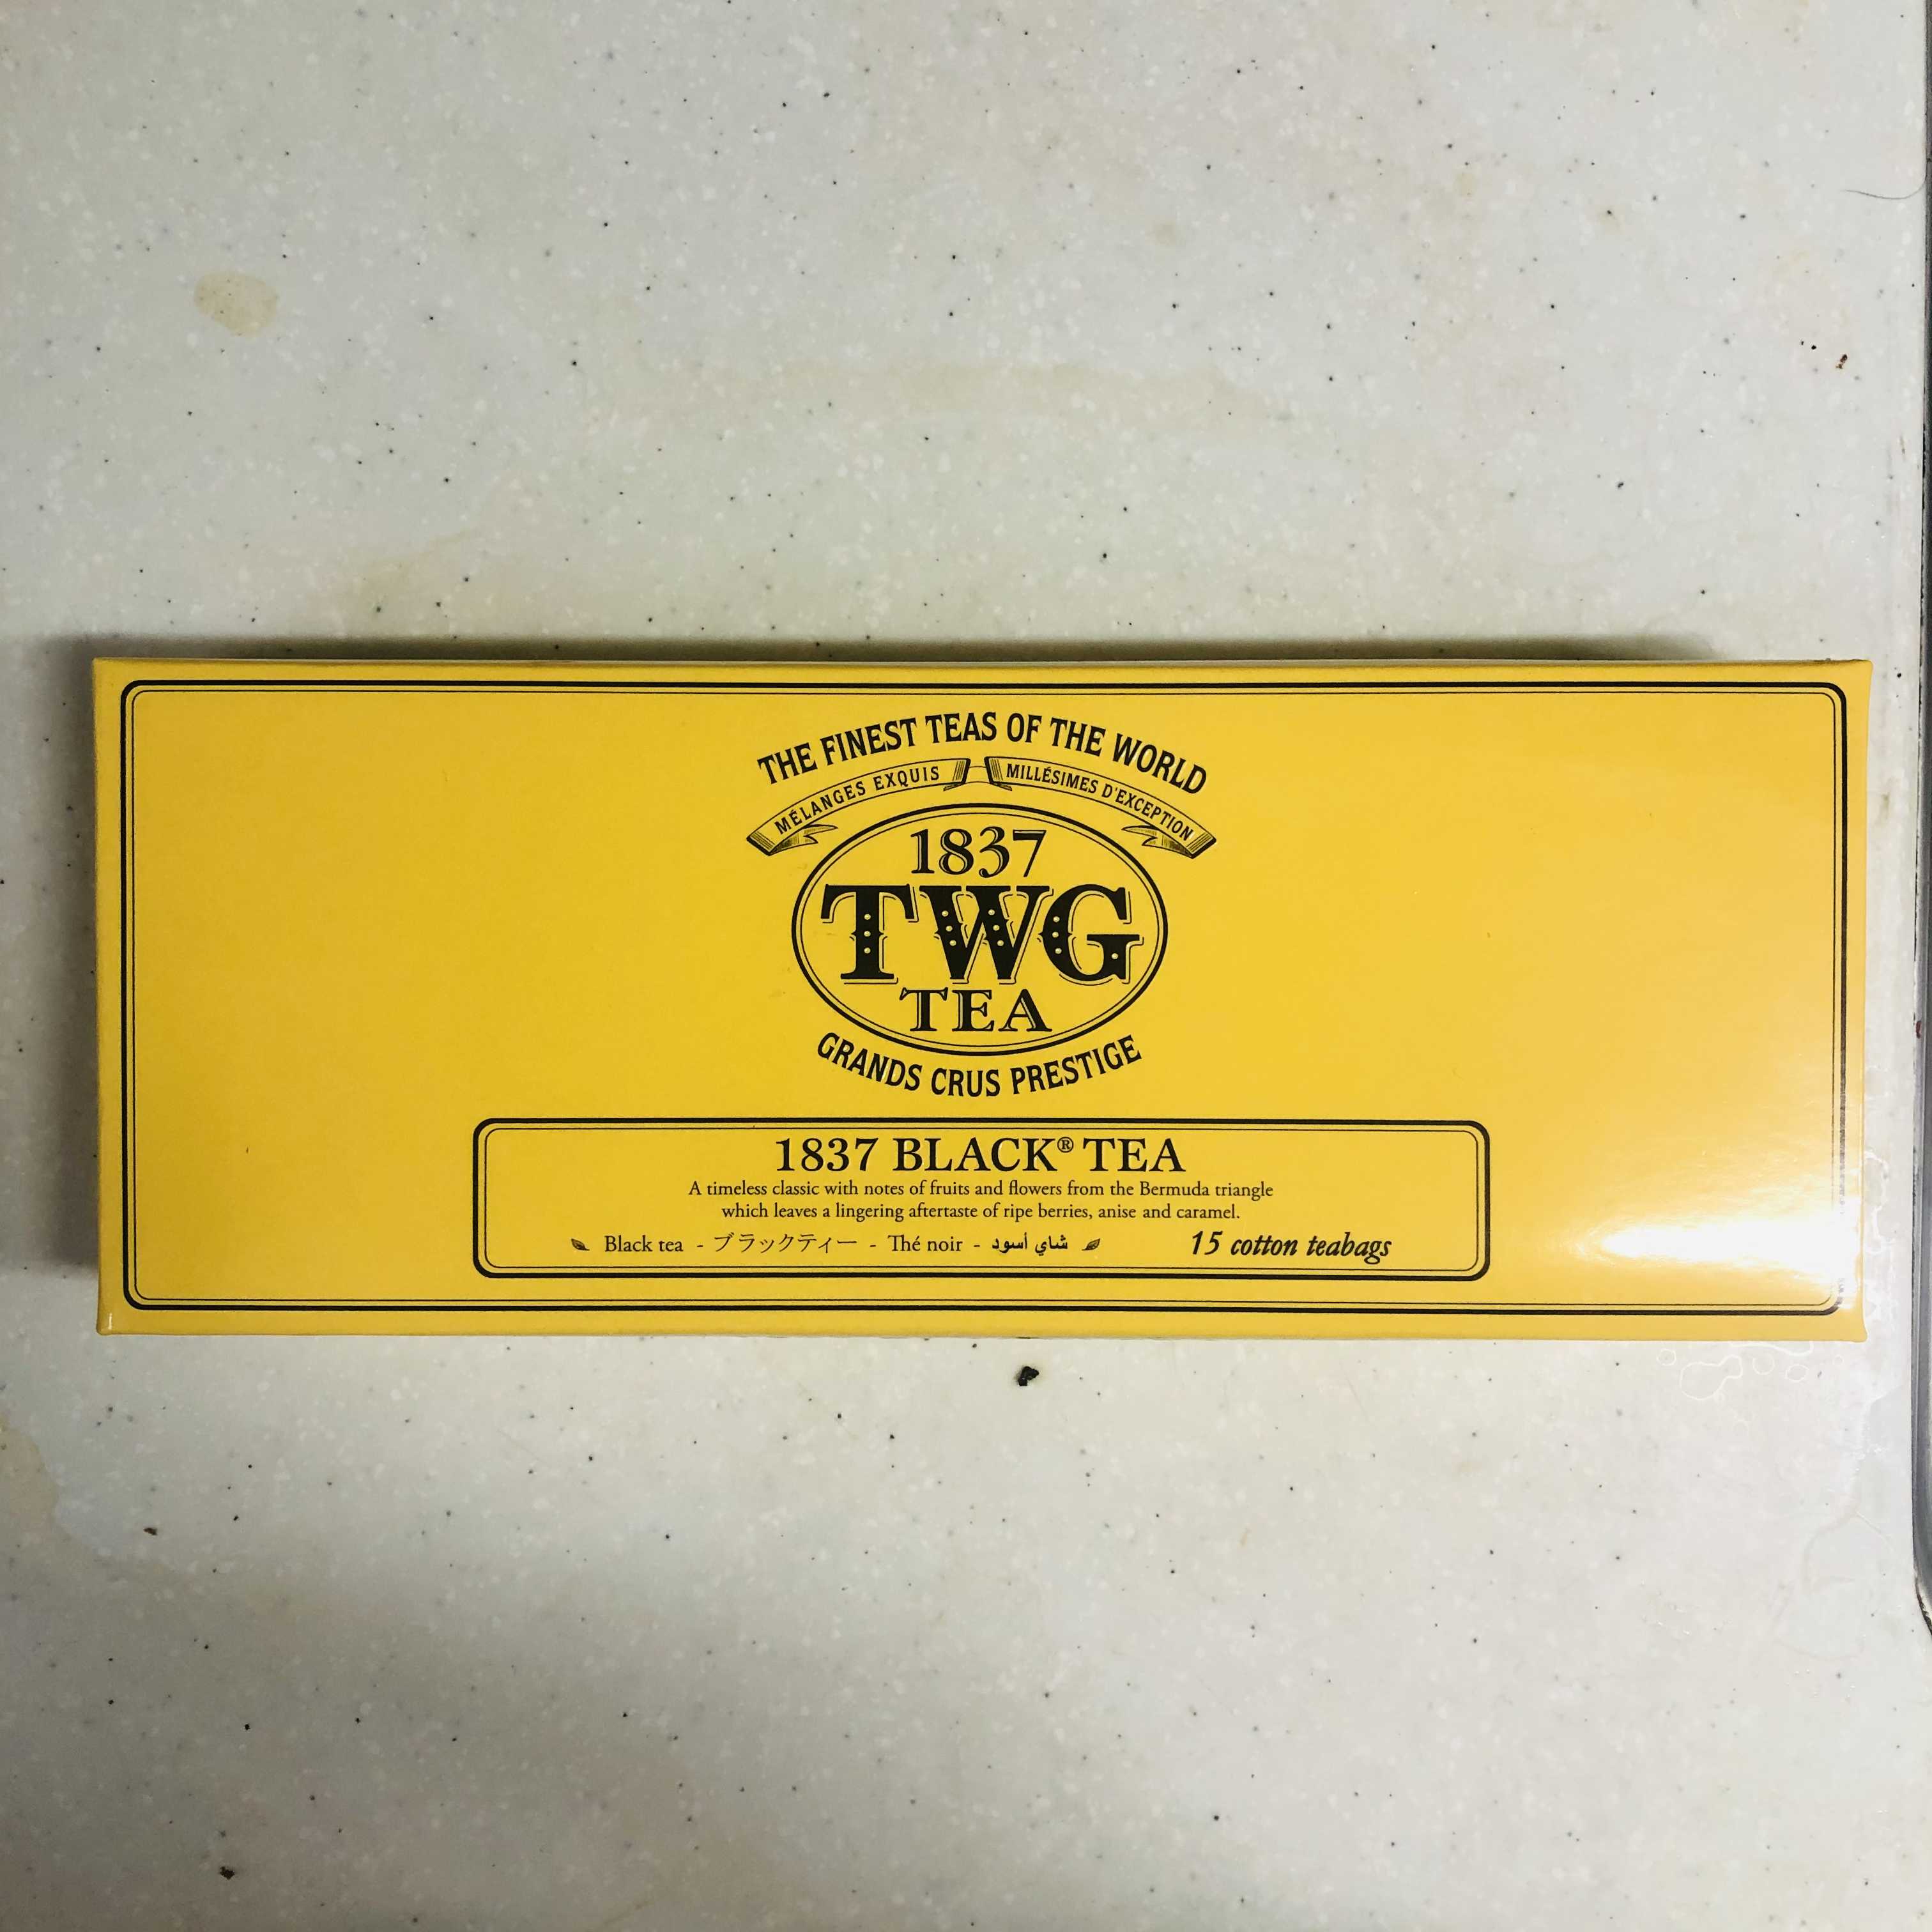 THE FINEST TEAS OF THE WORLD
MÉLANGES EXQUIS MILLÉSIMES D'EXCEPTION
1837
TWG
TEA
GRANDS CRUS PRESTIGE
1837 BLACK® TEA
A timeless classic with notes of fruits and flowers from the Bermuda triangle
which leaves a lingering aftertaste of ripe berries, anise and caramel.
Black tea - ブラックティー - Thé noir - شاي أسود 15 cotton teabags